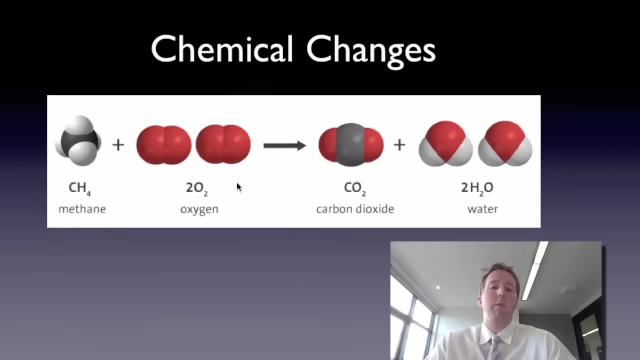 Chemical Changes
CH₄ + 2O₂ → CO₂ + 2H₂O
methane oxygen carbon dioxide water